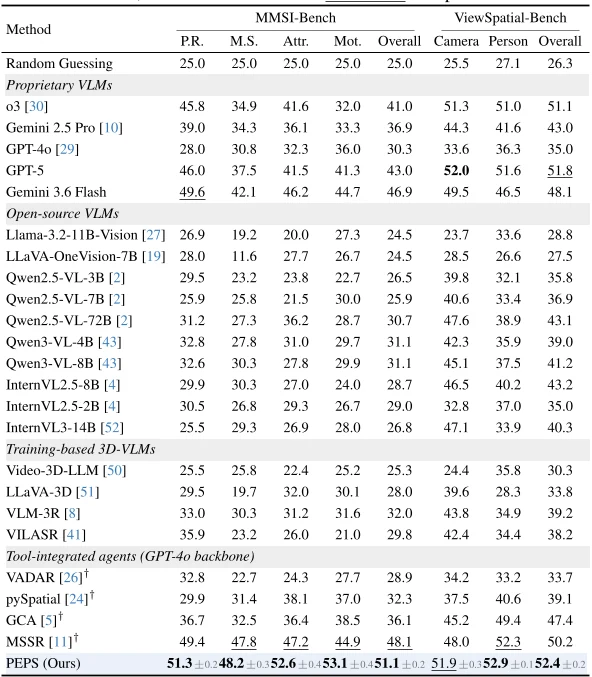 Method MMSI-Bench ViewSpatial-Bench
P.R. M.S. Attr. Mot. Overall Camera Person Overall
Random Guessing 25.0 25.0 25.0 25.0 25.0 25.5 27.1 26.3
Proprietary VLMs
o3 [30] 45.8 34.9 41.6 32.0 41.0 51.3 51.0 51.1
Gemini 2.5 Pro [10] 39.0 34.3 36.1 33.3 36.9 44.3 41.6 43.0
GPT-4o [29] 28.0 30.8 32.3 36.0 30.3 33.6 36.3 35.0
GPT-5 46.0 37.5 41.5 41.3 43.0 52.0 51.6 51.8
Gemini 3.6 Flash 49.6 42.1 46.2 44.7 46.9 49.5 46.5 48.1
Open-source VLMs
Llama-3.2-11B-Vision [27] 26.9 19.2 20.0 27.3 24.5 23.7 33.6 28.8
LLaVA-OneVision-7B [19] 28.0 11.6 27.7 26.7 24.5 28.5 26.6 27.5
Qwen2.5-VL-3B [2] 29.5 23.2 23.8 22.7 26.5 39.8 32.1 35.8
Qwen2.5-VL-7B [2] 25.9 25.8 21.5 30.0 25.9 40.6 33.4 36.9
Qwen2.5-VL-72B [2] 31.2 27.3 36.2 28.7 30.7 47.6 38.9 43.1
Qwen3-VL-4B [43] 32.8 27.8 31.0 29.7 31.1 42.3 35.9 39.0
Qwen3-VL-8B [43] 32.6 30.3 27.8 29.9 31.1 45.1 37.5 41.2
InternVL2.5-8B [4] 29.9 30.3 27.0 24.0 28.7 46.5 40.2 43.2
InternVL2.5-2B [4] 30.5 26.8 29.3 26.7 29.0 32.8 37.0 35.0
InternVL3-14B [52] 25.5 29.3 26.9 28.0 26.8 47.1 33.9 40.3
Training-based 3D-VLMs
Video-3D-LLM [50] 25.5 25.8 22.4 25.2 25.3 24.4 35.8 30.3
LLaVA-3D [51] 29.5 19.7 32.0 30.1 28.0 39.6 28.3 33.8
VLM-3R [8] 33.0 30.3 31.2 31.6 32.0 43.8 34.9 39.2
VILASR [41] 35.9 23.2 26.0 21.0 29.8 42.4 34.4 38.2
Tool-integrated agents (GPT-4o backbone)
VADAR [26]† 32.8 22.7 24.3 27.7 28.9 34.2 33.2 33.7
pySpatial [24]† 29.9 31.4 38.1 37.0 32.3 37.5 40.6 39.1
GCA [5]† 36.7 32.5 36.4 38.5 36.1 45.2 49.4 47.4
MSSR [11]† 49.4 47.8 47.2 44.9 48.1 48.0 52.3 50.2
PEPS (Ours) 51.3±0.2 48.2±0.3 52.6±0.4 53.1±0.4 51.1±0.2 51.9±0.3 52.9±0.1 52.4±0.2